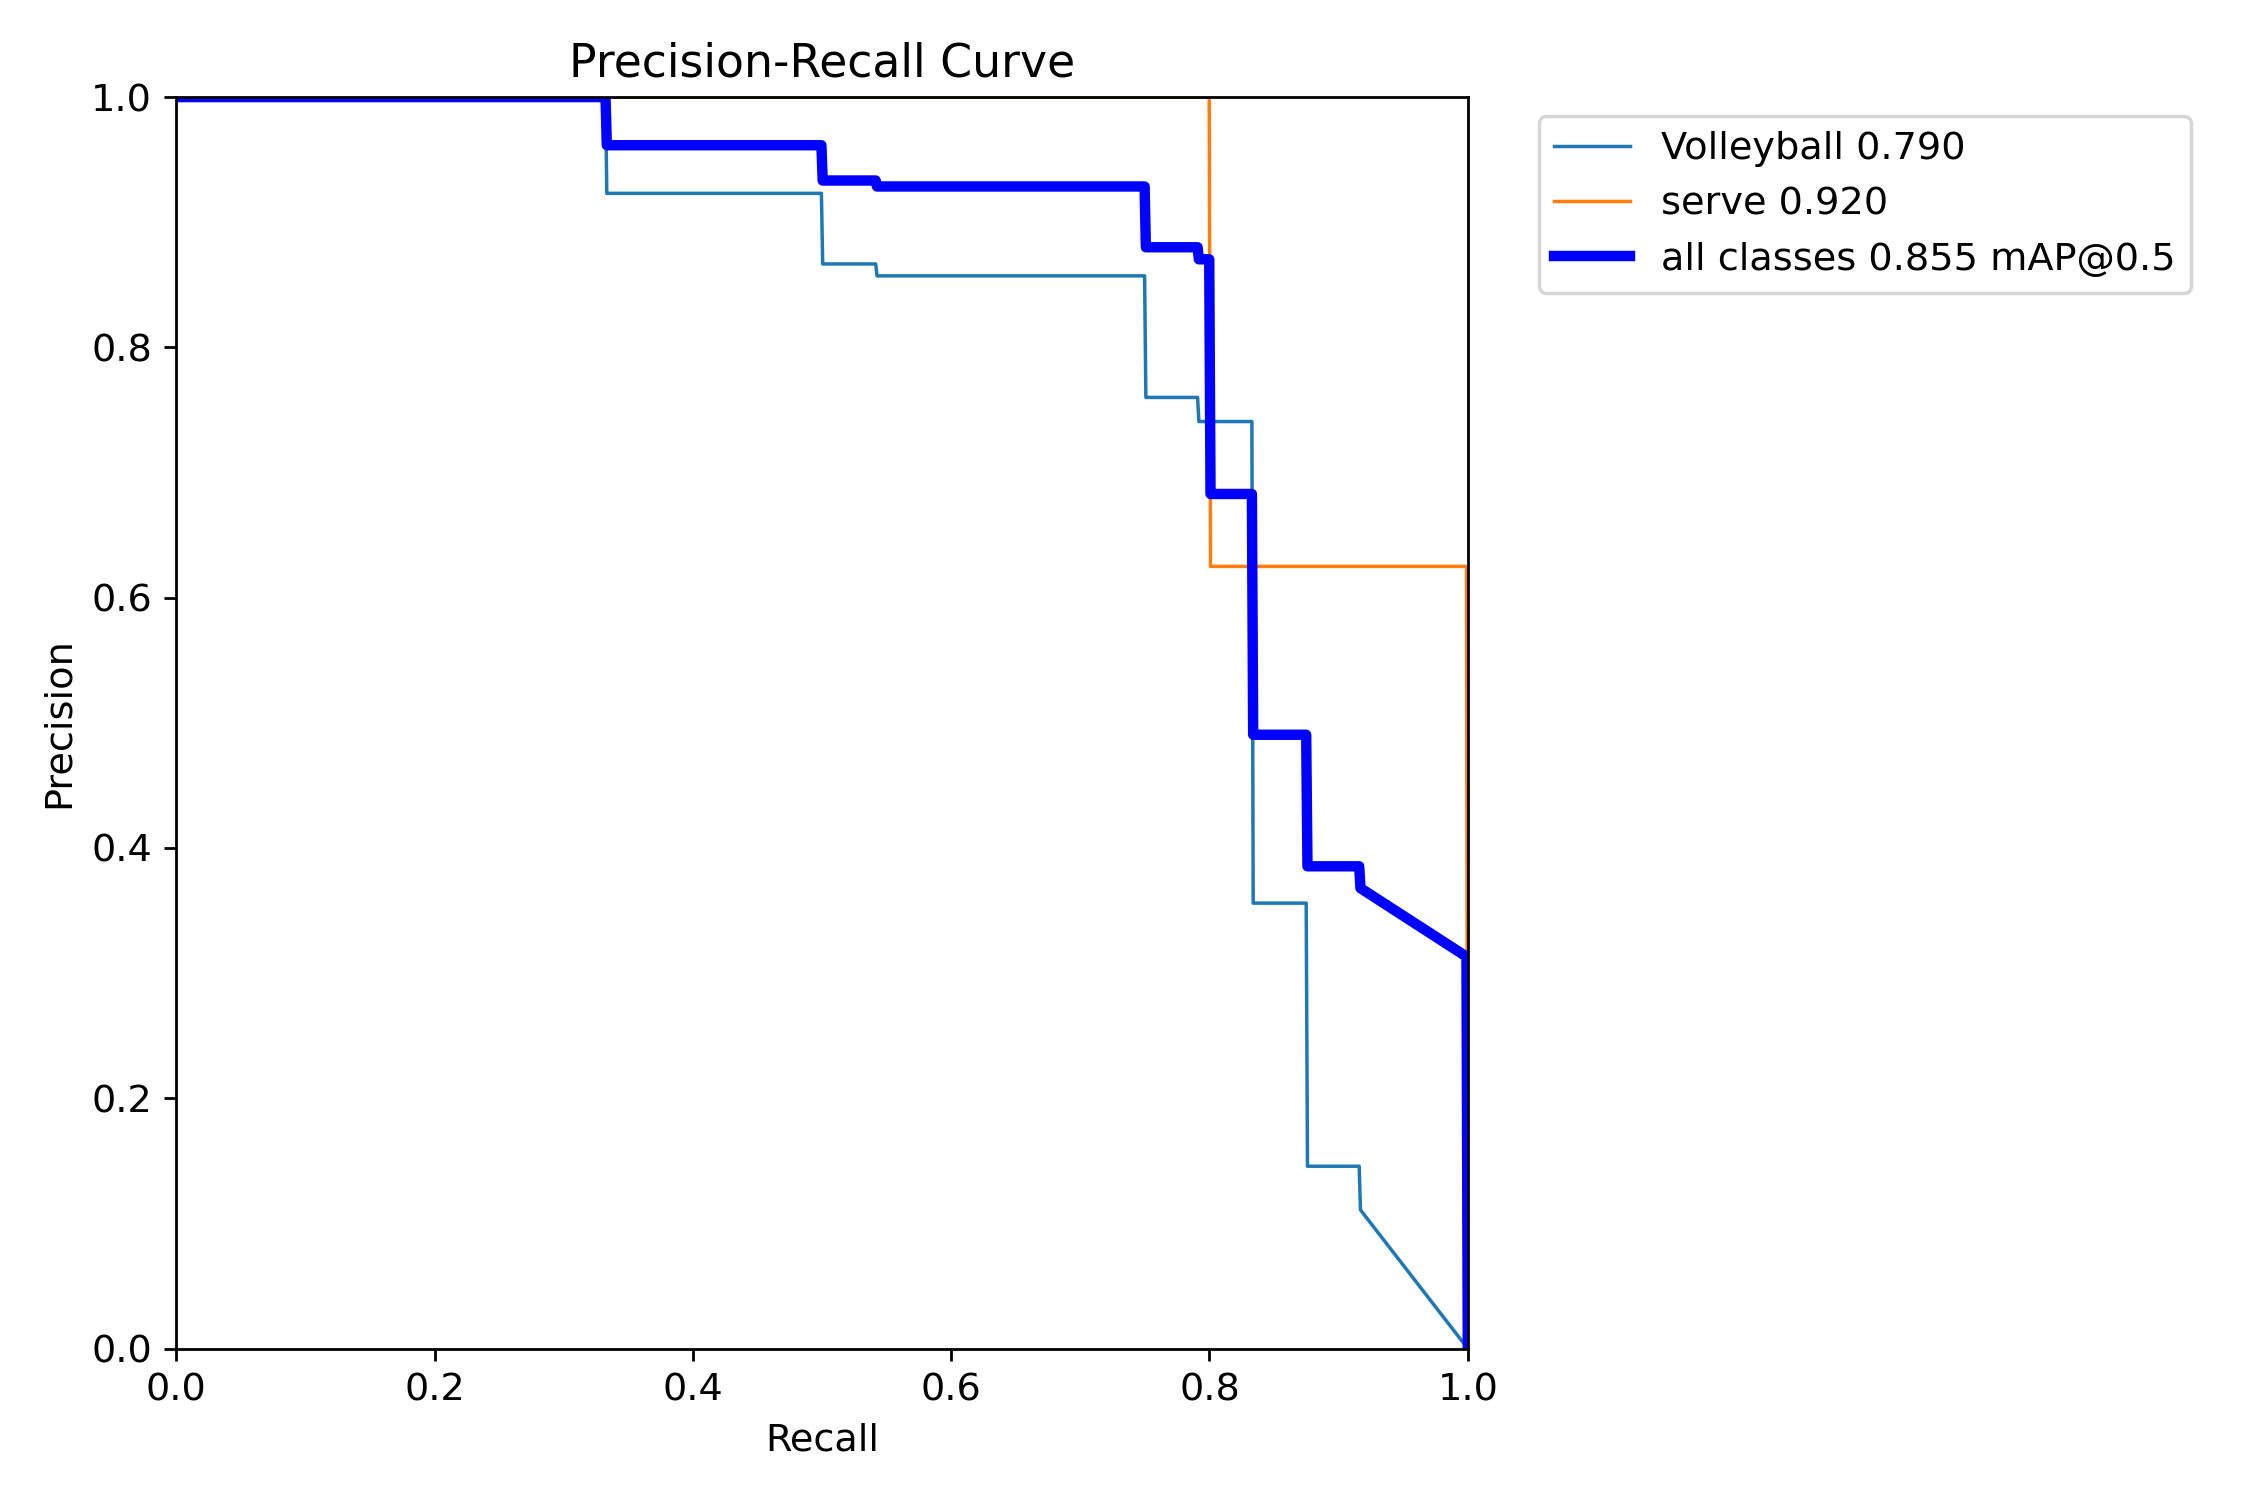 Precision-Recall Curve
1.0
0.8
0.6
0.4
0.2
0.0
Precision
0.0 0.2 0.4 0.6 0.8 1.0
Recall
Volleyball 0.790
serve 0.920
all classes 0.855 mAP@0.5